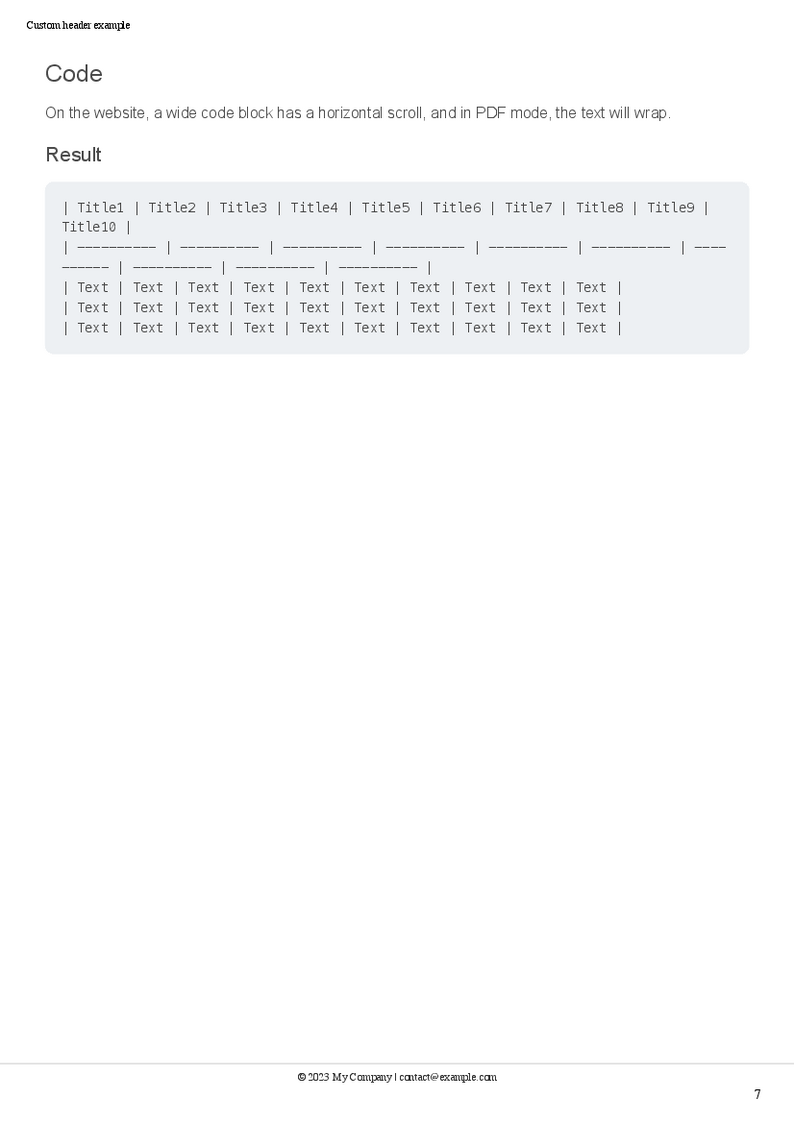 Custom header example
Code
On the website, a wide code block has a horizontal scroll, and in PDF mode, the text will wrap.
Result
| Title1 | Title2 | Title3 | Title4 | Title5 | Title6 | Title7 | Title8 | Title9 |
Title10 |
| ---------- | ---------- | ---------- | ---------- | ---------- | ---------- | ----
------ | ---------- | ---------- | ---------- |
| Text | Text | Text | Text | Text | Text | Text | Text | Text | Text |
| Text | Text | Text | Text | Text | Text | Text | Text | Text | Text |
| Text | Text | Text | Text | Text | Text | Text | Text | Text | Text |
© 2023 My Company | contact@example.com
7